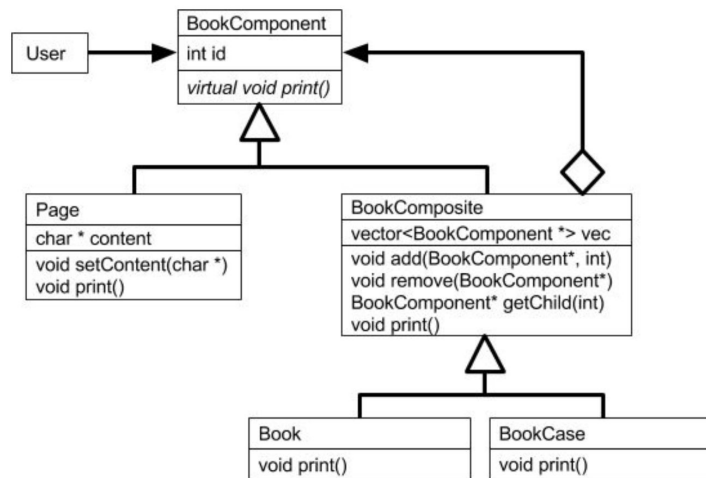 BookComponent
User
int id
virtual void print()
Page
char * content
void setContent(char *)
void print()
BookComposite
vector<BookComponent *> vec
void add(BookComponent*, int)
void remove(BookComponent*)
BookComponent* getChild(int)
void print()
Book
void print()
BookCase
void print()